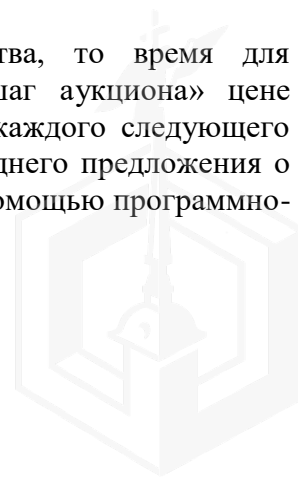 тва, то время для
шаг аукциона» цене
каждого следующего
днего предложения о
омощью программно-